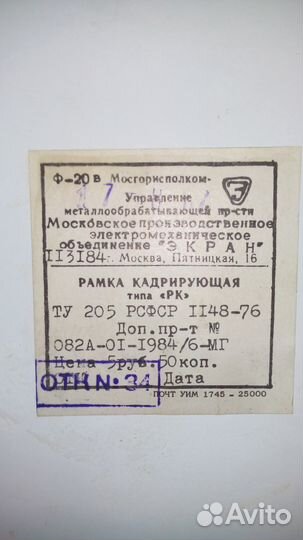 Ф-20в Мосгорисполком-
Управление
металлообрабатывающей пр-сти
Московское производственное
электромеханическое
объединение "ЭКРАН"
113184 г. Москва, Пятницкая, 16
Э
РАМКА КАДРИРУЮЩАЯ
типа «РК»
ТУ 205 РСФСР 1148-76
Доп.пр-т №
082А-01-1984/6-МГ
Цена 5руб.50коп.
ОТК № 34 Дата
ПОЧТ УИМ 1745 - 25000
Avito